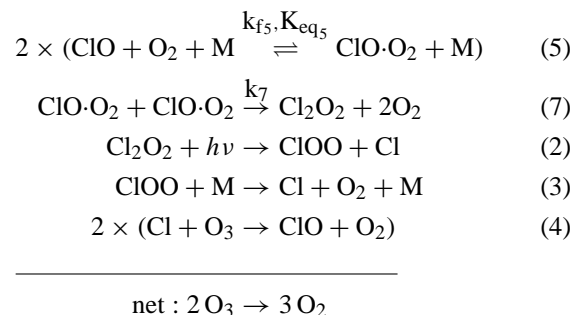 k_f5, K_eq5
2 × (ClO + O₂ + M ⇌ ClO·O₂ + M) (5)
k₇
ClO·O₂ + ClO·O₂ → Cl₂O₂ + 2O₂ (7)
Cl₂O₂ + hν → ClOO + Cl (2)
ClOO + M → Cl + O₂ + M (3)
2 × (Cl + O₃ → ClO + O₂) (4)
net : 2 O₃ → 3 O₂